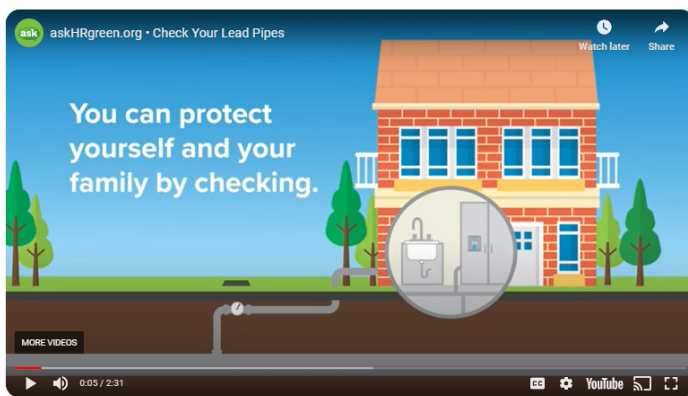 ask
askHRgreen.org • Check Your Lead Pipes
Watch later
Share
You can protect
yourself and your
family by checking.
MORE VIDEOS
0:05 / 2:31
CC
YouTube